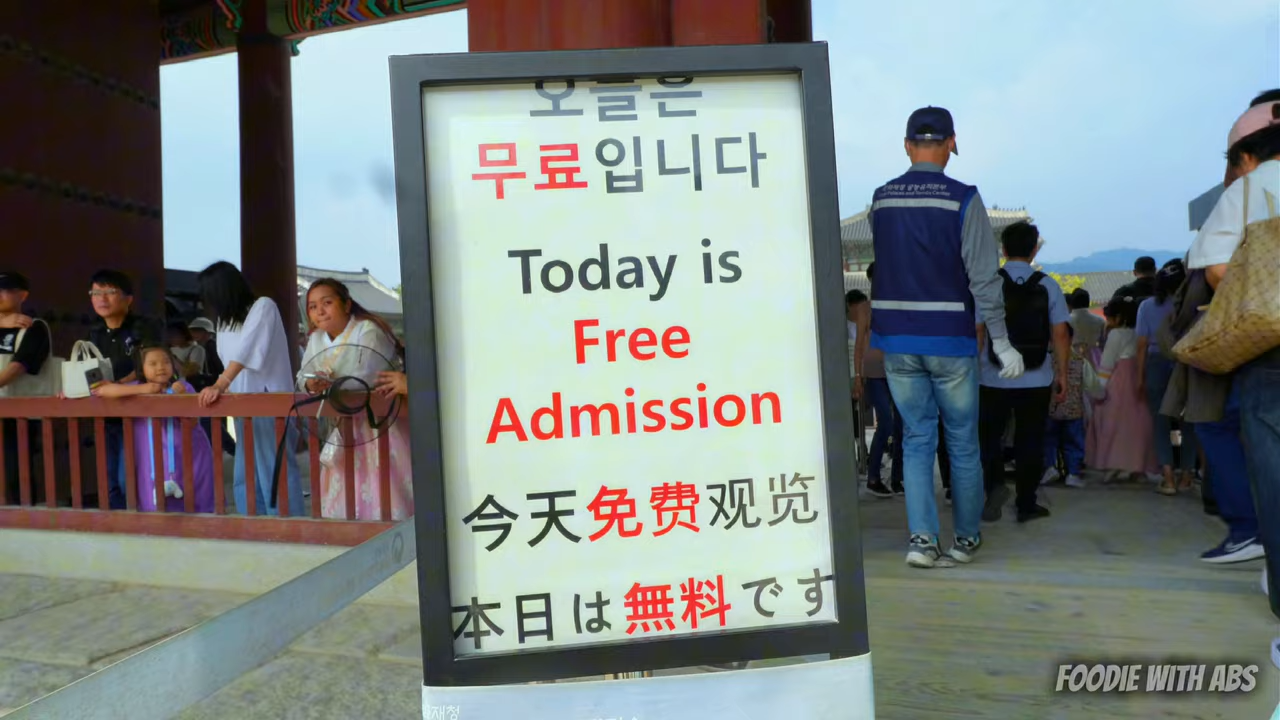 오늘은
무료입니다
Today is
Free
Admission
今天免费观览
本日は無料です
FOODIE WITH ABS